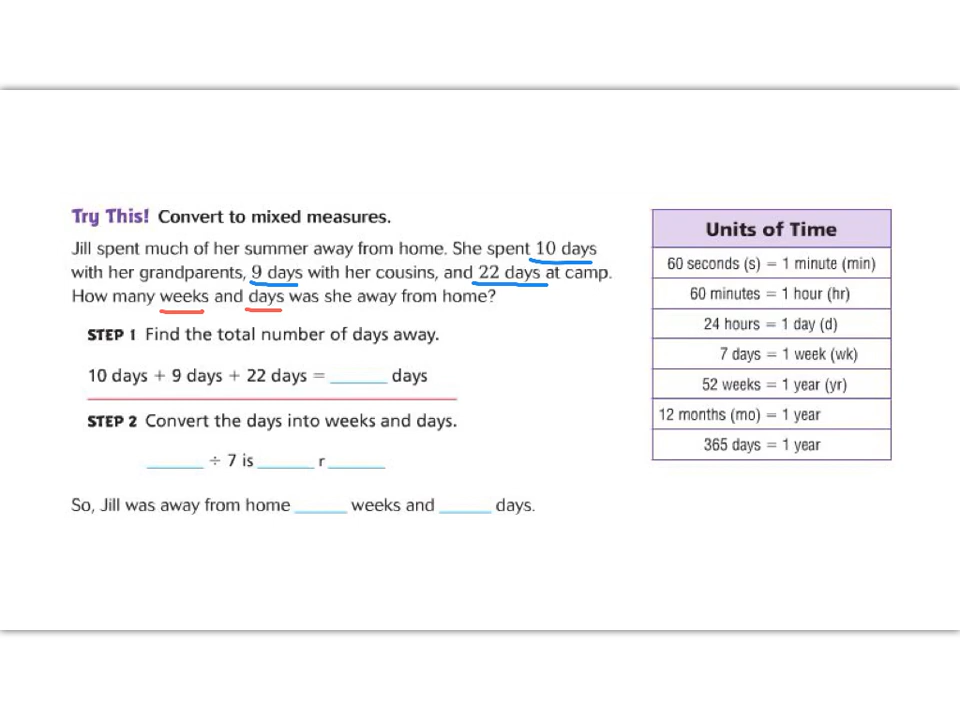 Try This! Convert to mixed measures.
Jill spent much of her summer away from home. She spent 10 days
with her grandparents, 9 days with her cousins, and 22 days at camp.
How many weeks and days was she away from home?
STEP 1 Find the total number of days away.
10 days + 9 days + 22 days = ______ days
STEP 2 Convert the days into weeks and days.
______ ÷ 7 is ______ r ______
So, Jill was away from home ______ weeks and ______ days.
Units of Time
60 seconds (s) = 1 minute (min)
60 minutes = 1 hour (hr)
24 hours = 1 day (d)
7 days = 1 week (wk)
52 weeks = 1 year (yr)
12 months (mo) = 1 year
365 days = 1 year